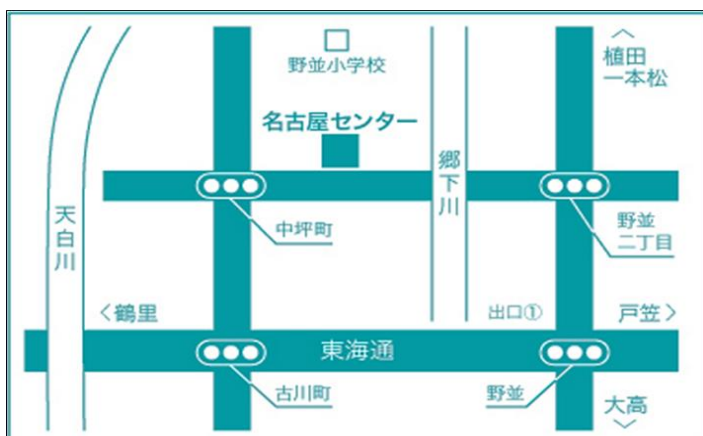 ︿
植田
一本松
野並小学校
名古屋センター
郷下川
天白川
中坪町
野並
二丁目
＜鶴里
出口①
戸笠＞
東海通
古川町
野並
大高
﹀